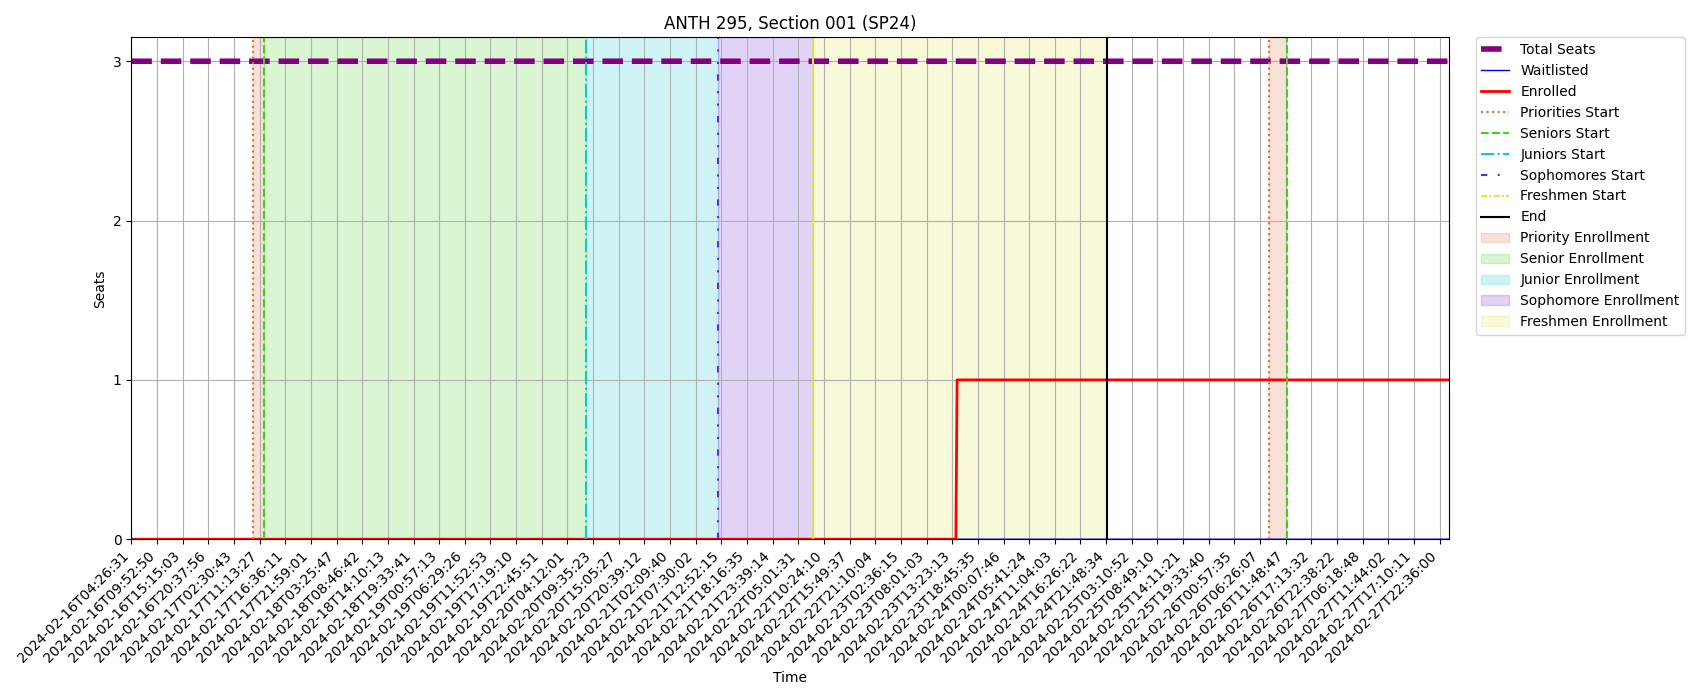 ANTH 295, Section 001 (SP24)
Seats
3
2
1
0
2024-02-16T04:26:31
2024-02-16T09:52:50
2024-02-16T15:15:03
2024-02-16T20:37:56
2024-02-17T02:30:43
2024-02-17T11:13:27
2024-02-17T16:36:11
2024-02-17T21:59:01
2024-02-18T03:25:47
2024-02-18T08:46:42
2024-02-18T14:10:13
2024-02-18T19:33:41
2024-02-19T00:57:13
2024-02-19T06:29:26
2024-02-19T11:52:53
2024-02-19T17:19:10
2024-02-19T22:45:51
2024-02-20T04:12:01
2024-02-20T09:35:23
2024-02-20T15:05:27
2024-02-20T20:39:12
2024-02-21T02:09:40
2024-02-21T07:30:02
2024-02-21T12:52:15
2024-02-21T18:16:35
2024-02-21T23:39:14
2024-02-22T05:01:31
2024-02-22T10:24:10
2024-02-22T15:49:37
2024-02-22T21:10:04
2024-02-23T02:36:15
2024-02-23T08:01:03
2024-02-23T13:23:13
2024-02-23T18:45:35
2024-02-24T00:07:46
2024-02-24T05:41:24
2024-02-24T11:04:03
2024-02-24T16:26:22
2024-02-24T21:48:34
2024-02-25T03:10:52
2024-02-25T08:49:10
2024-02-25T14:11:21
2024-02-25T19:33:40
2024-02-26T00:57:35
2024-02-26T06:26:07
2024-02-26T11:48:47
2024-02-26T17:13:32
2024-02-26T22:38:22
2024-02-27T06:18:48
2024-02-27T11:44:02
2024-02-27T17:10:11
2024-02-27T22:36:00
Time
Total Seats
Waitlisted
Enrolled
Priorities Start
Seniors Start
Juniors Start
Sophomores Start
Freshmen Start
End
Priority Enrollment
Senior Enrollment
Junior Enrollment
Sophomore Enrollment
Freshmen Enrollment